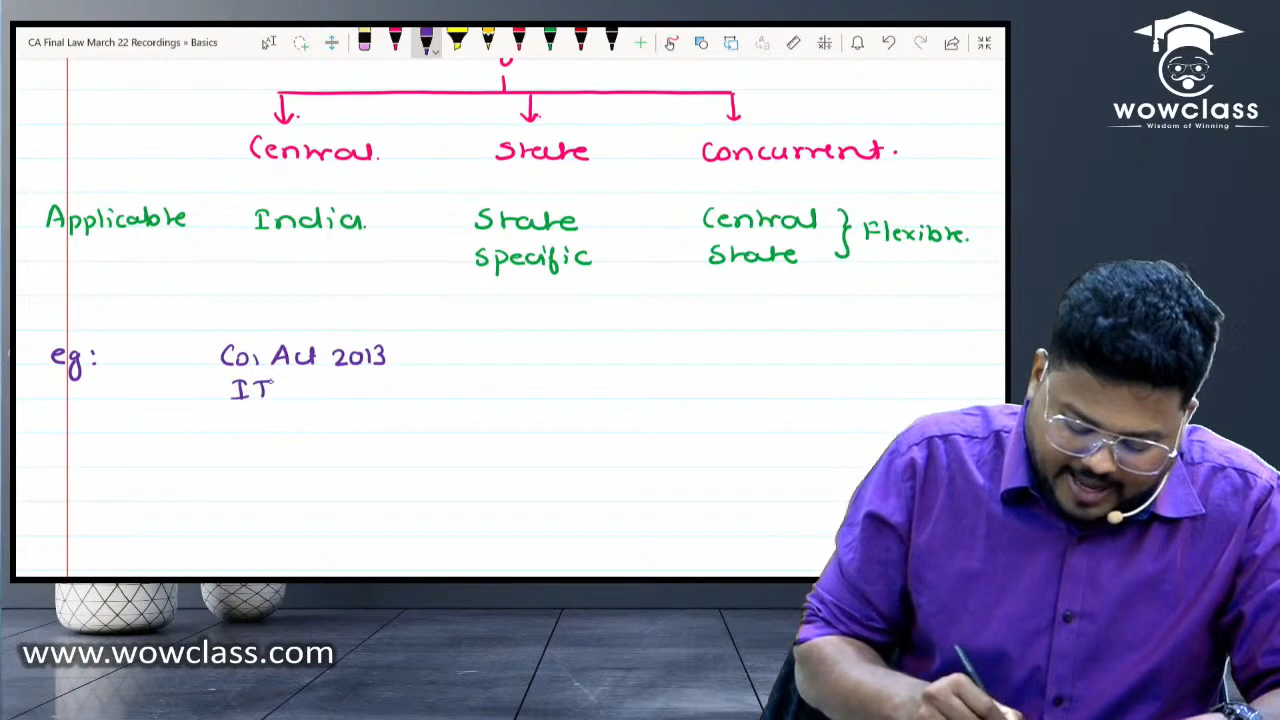 CA Final Law March 22 Recordings » Basics
wowclass
Wisdom of Winning
Central. State Concurrent.
Applicable India. State Central } Flexible.
specific State
eg: Co, Act 2013
IT
www.wowclass.com